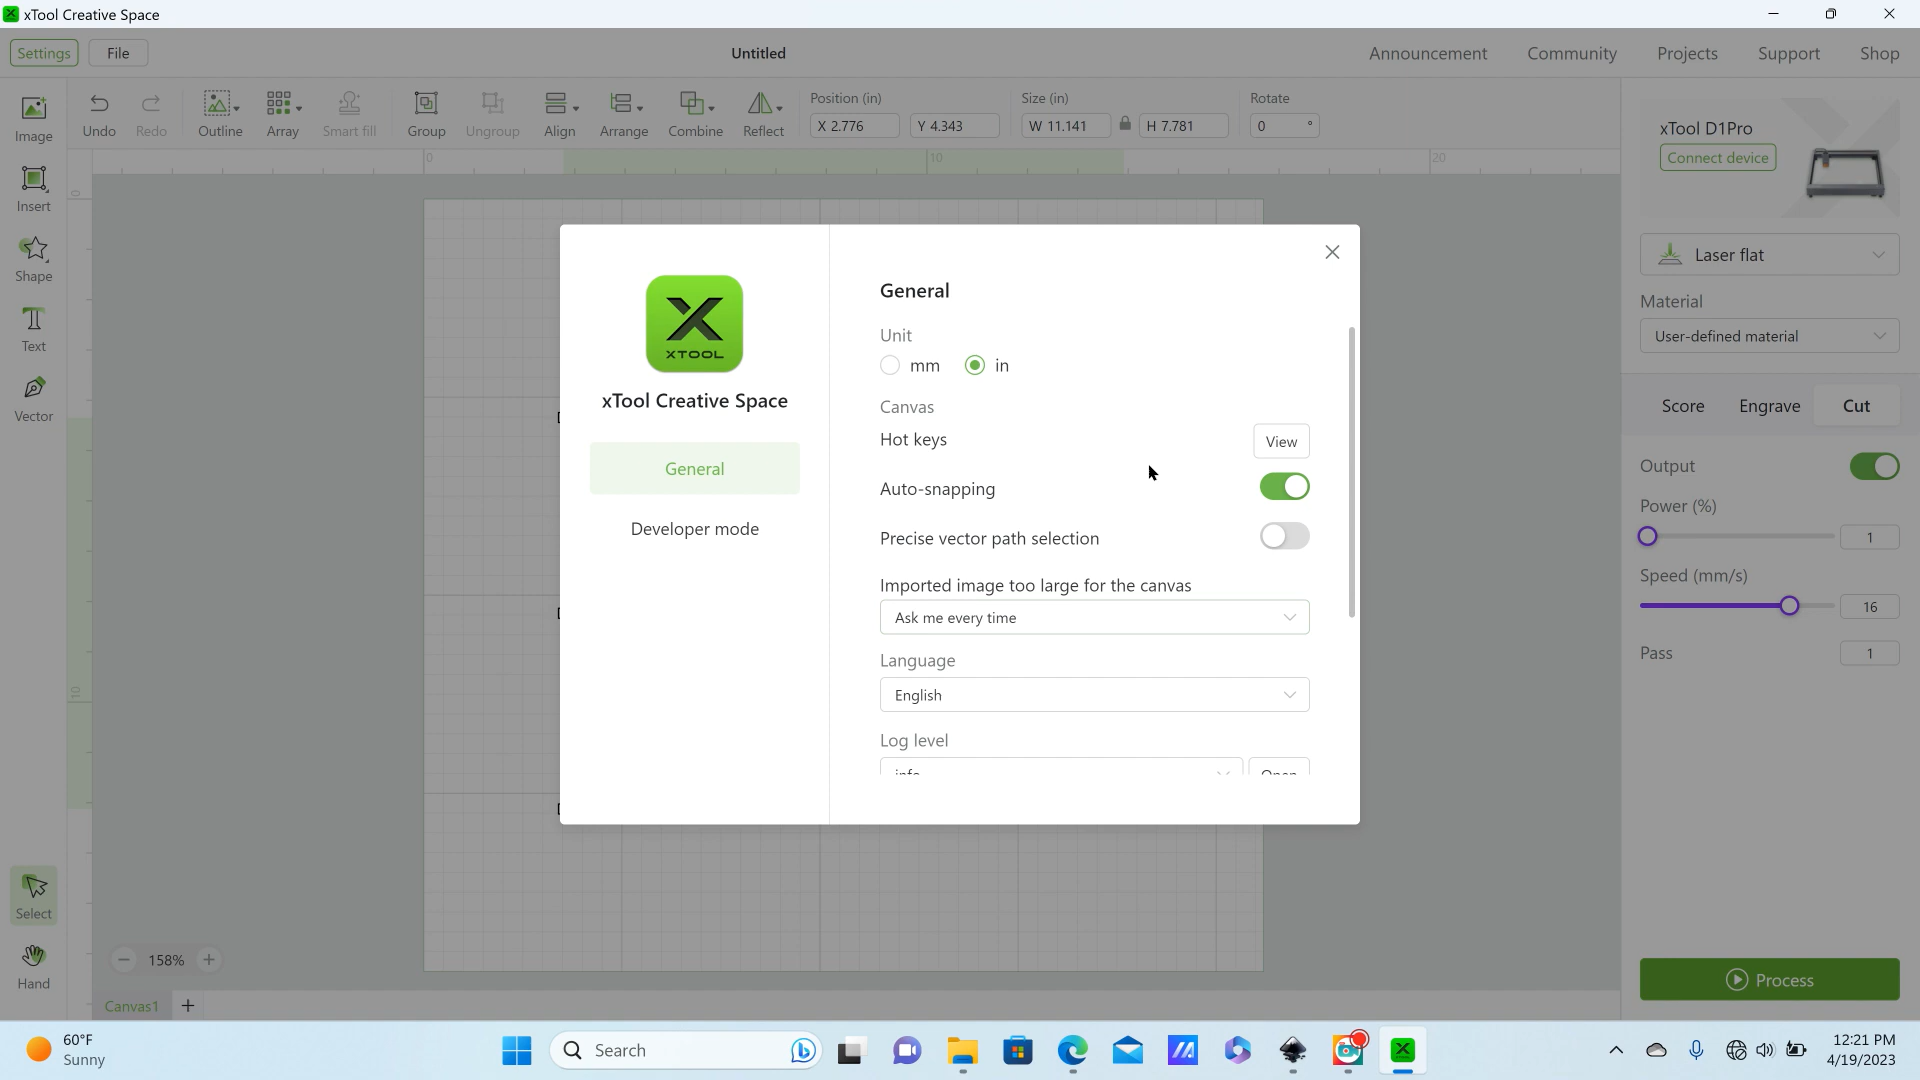 xTool Creative Space
Settings File Untitled Announcement Community Projects Support Shop
Undo Redo Outline Array Smart fill Group Ungroup Align Arrange Combine Reflect
Position (in) Size (in) Rotate
X 2.776 Y 4.343 W 11.141 H 7.781 0 °
0 10 20
Image
Insert
Shape
Text
Vector
Select
Hand
0
10
XTOOL
xTool Creative Space
General
Developer mode
General
Unit
mm in
Canvas
Hot keys View
Auto-snapping
Precise vector path selection
Imported image too large for the canvas
Ask me every time
Language
English
Log level
info Open
xTool D1Pro
Connect device
Laser flat
Material
User-defined material
Score Engrave Cut
Output
Power (%)
1
Speed (mm/s)
16
Pass 1
Process
158%
Canvas1
60°F
Sunny
Search
12:21 PM
4/19/2023